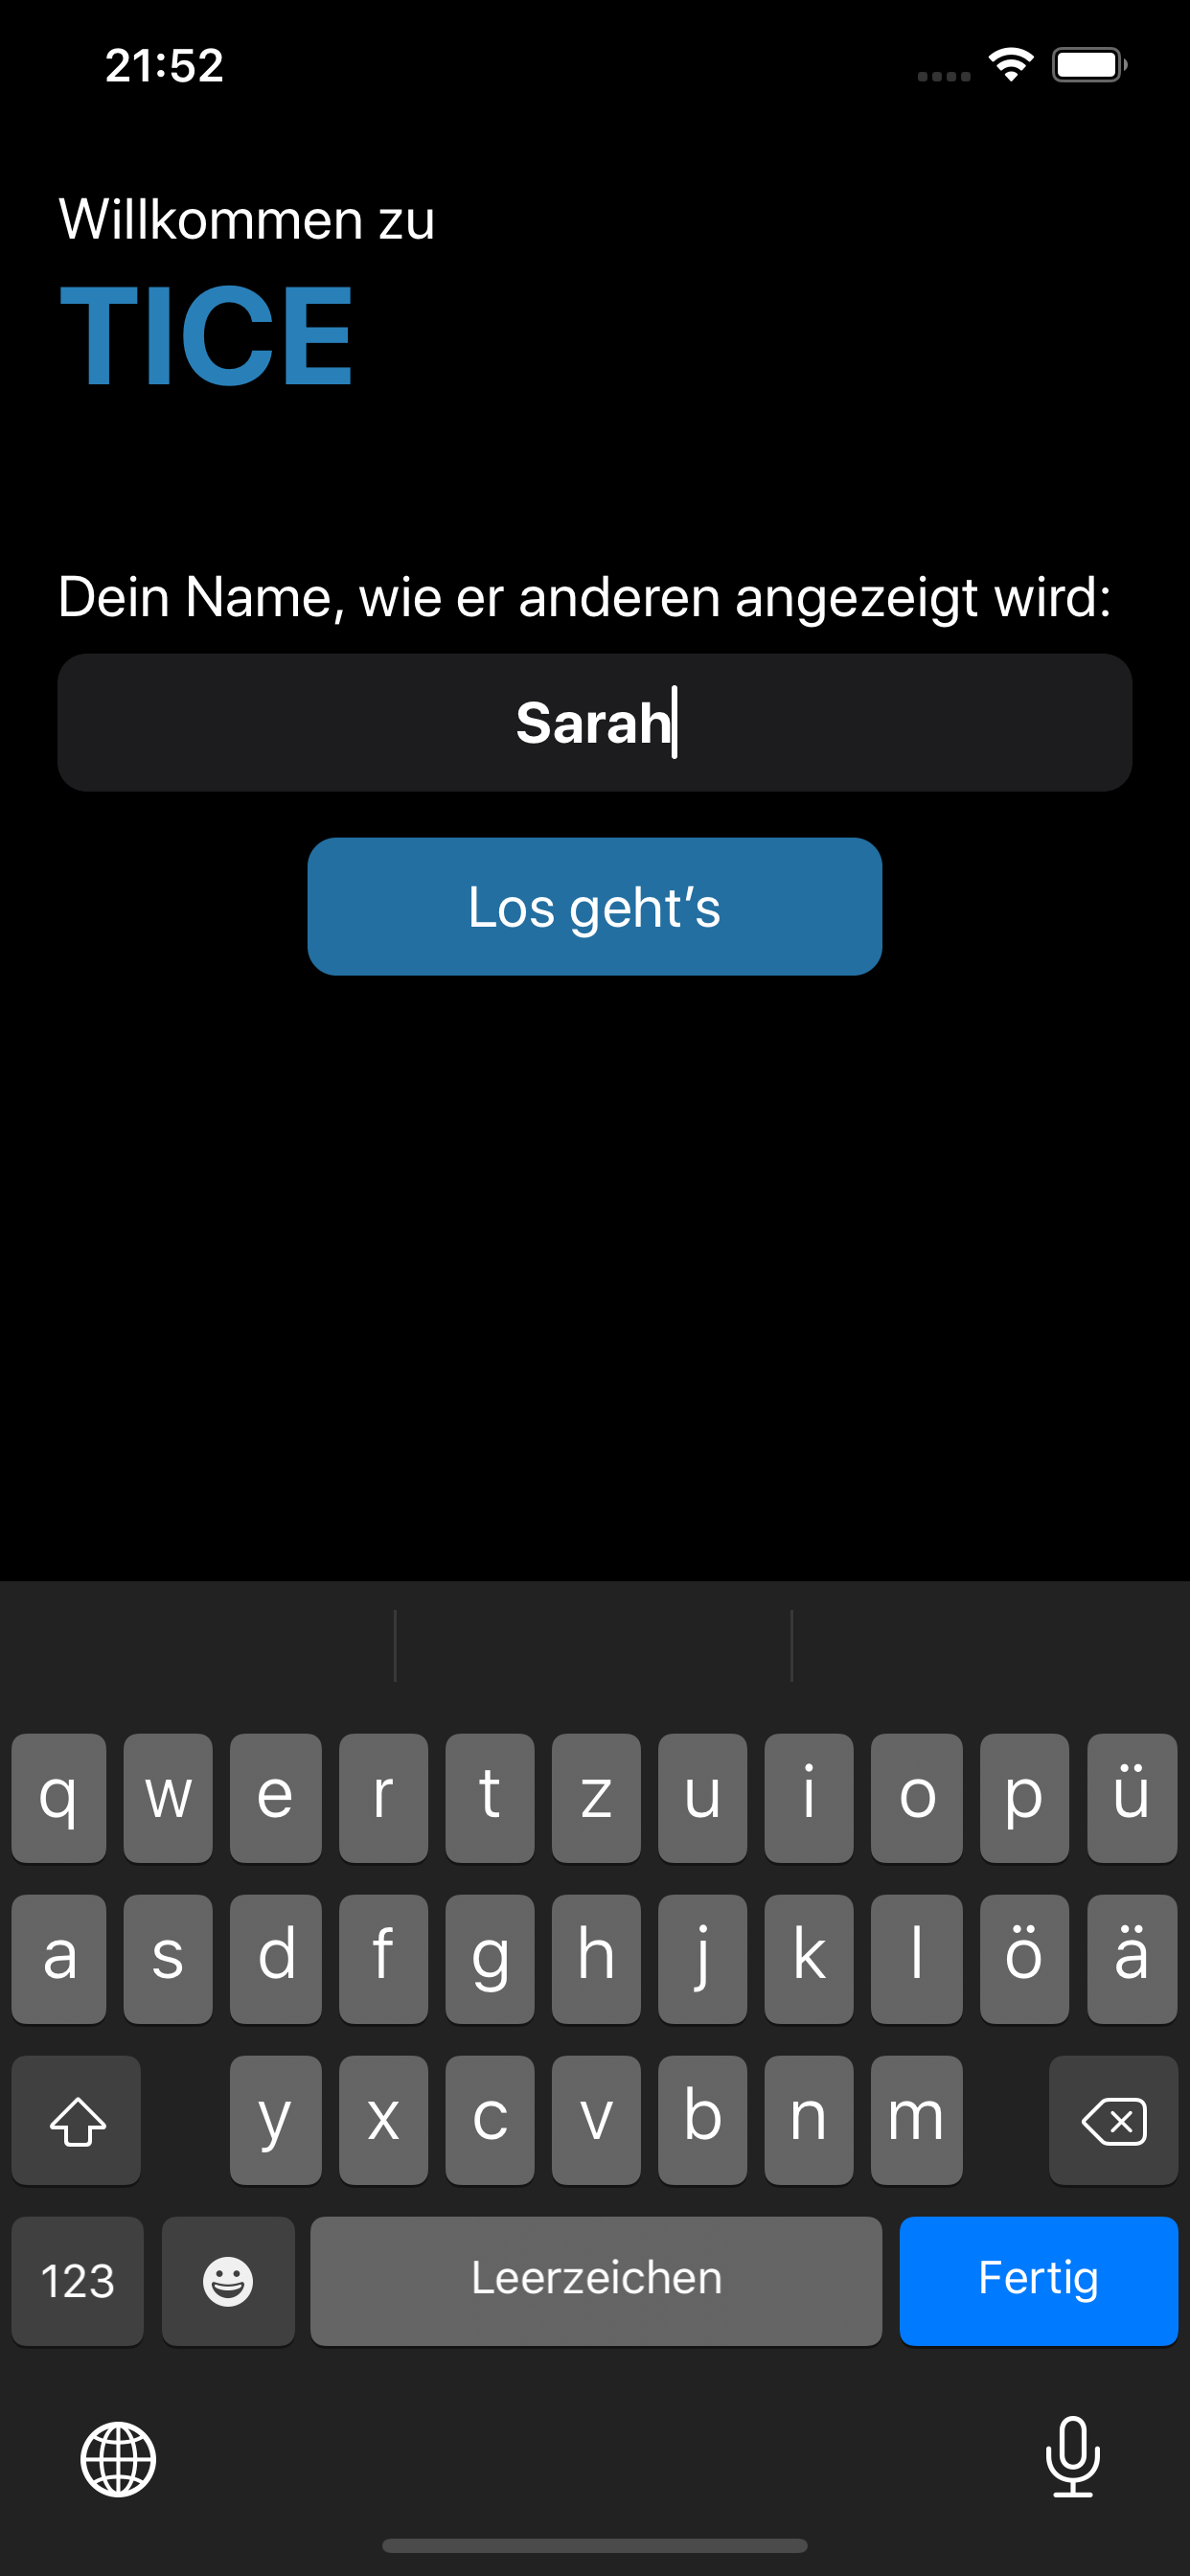 21:52
Willkommen zu
TICE
Dein Name, wie er anderen angezeigt wird:
Sarah
Los geht’s
q w e r t z u i o p ü
a s d f g h j k l ö ä
y x c v b n m
123 Leerzeichen Fertig